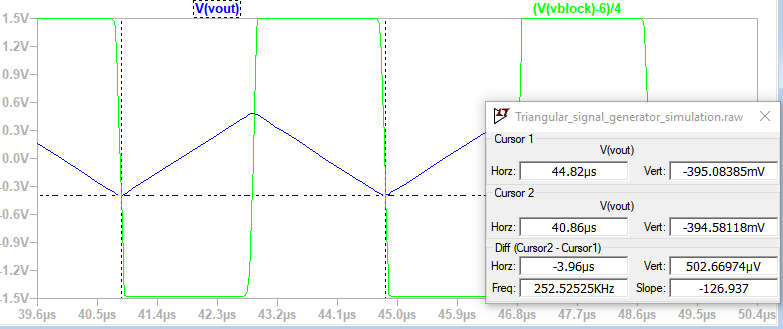 V(vout) (V(vblock)-6)/4
1.5V
1.2V
0.9V
0.6V
0.3V
0.0V
-0.3V
-0.6V
-0.9V
-1.2V
-1.5V
39.6µs 40.5µs 41.4µs 42.3µs 43.2µs 44.1µs 45.0µs 45.9µs 46.8µs 47.7µs 48.6µs 49.5µs 50.4µs
Triangular_signal_generator_simulation.raw
Cursor 1
V(vout)
Horz: 44.82µs Vert: -395.08385mV
Cursor 2
V(vout)
Horz: 40.86µs Vert: -394.58118mV
Diff (Cursor2 - Cursor1)
Horz: -3.96µs Vert: 502.66974µV
Freq: 252.52525KHz Slope: -126.937